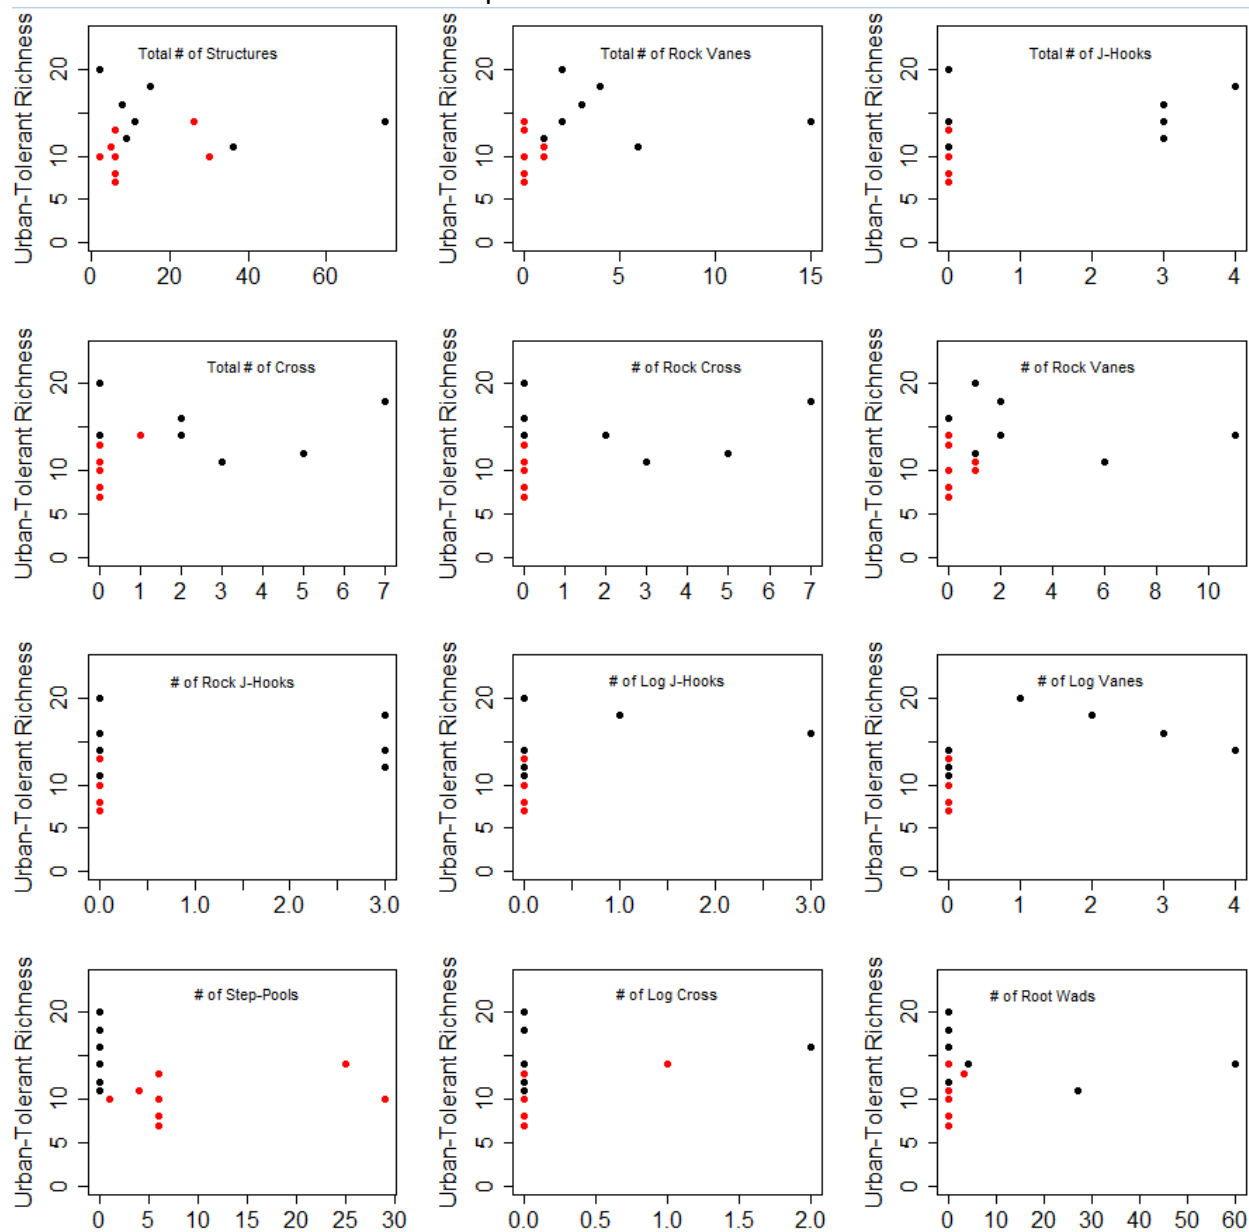 Total # of Structures
Urban-Tolerant Richness
0 5 10 20
0 20 40 60
Total # of Rock Vanes
Urban-Tolerant Richness
0 5 10 20
0 5 10 15
Total # of J-Hooks
Urban-Tolerant Richness
0 5 10 20
0 1 2 3 4
Total # of Cross
Urban-Tolerant Richness
0 5 10 20
0 1 2 3 4 5 6 7
# of Rock Cross
Urban-Tolerant Richness
0 5 10 20
0 1 2 3 4 5 6 7
# of Rock Vanes
Urban-Tolerant Richness
0 5 10 20
0 2 4 6 8 10
# of Rock J-Hooks
Urban-Tolerant Richness
0 5 10 20
0.0 1.0 2.0 3.0
# of Log J-Hooks
Urban-Tolerant Richness
0 5 10 20
0.0 1.0 2.0 3.0
# of Log Vanes
Urban-Tolerant Richness
0 5 10 20
0 1 2 3 4
# of Step-Pools
Urban-Tolerant Richness
0 5 10 20
0 5 10 15 20 25 30
# of Log Cross
Urban-Tolerant Richness
0 5 10 20
0.0 0.5 1.0 1.5 2.0
# of Root Wads
Urban-Tolerant Richness
0 5 10 20
0 10 20 30 40 50 60